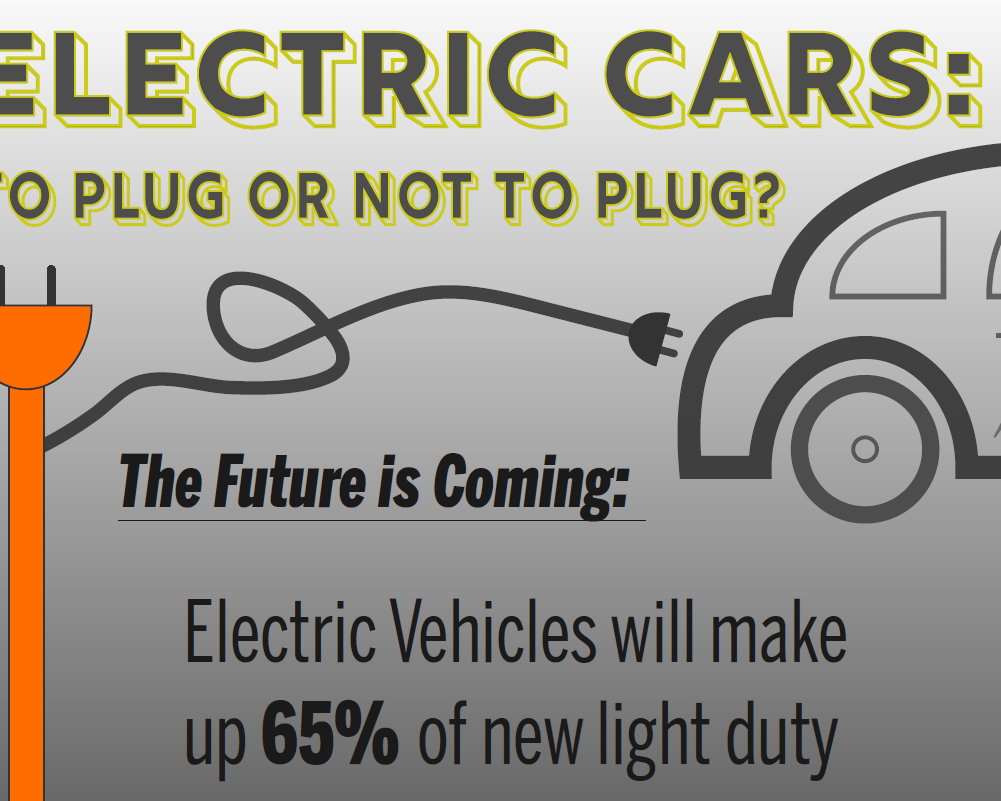 ELECTRIC CARS:
TO PLUG OR NOT TO PLUG?
The Future is Coming:
Electric Vehicles will make
up 65% of new light duty